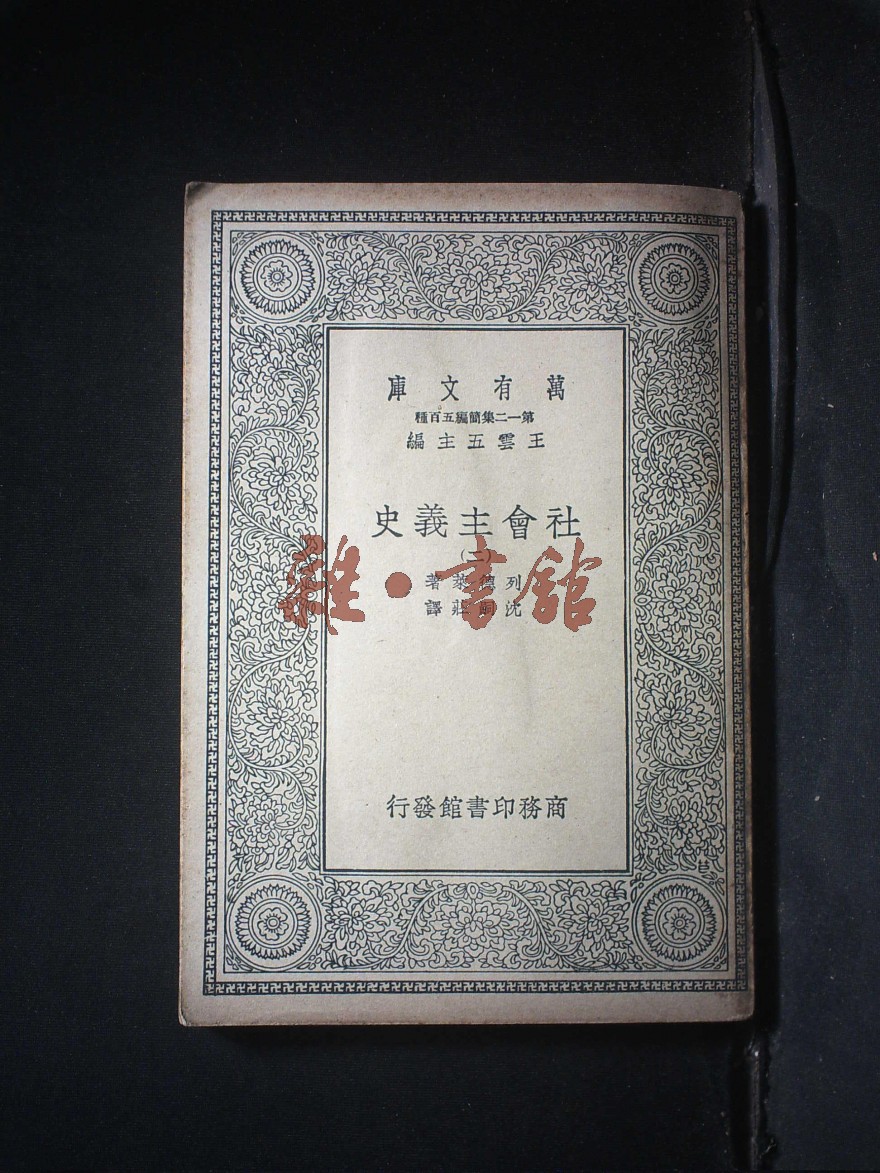 萬有文庫
第一二集簡編五百種
王雲五主編
社會主義史
(二)
列德萊著
沈嗣莊譯
雜·書館
商務印書館發行